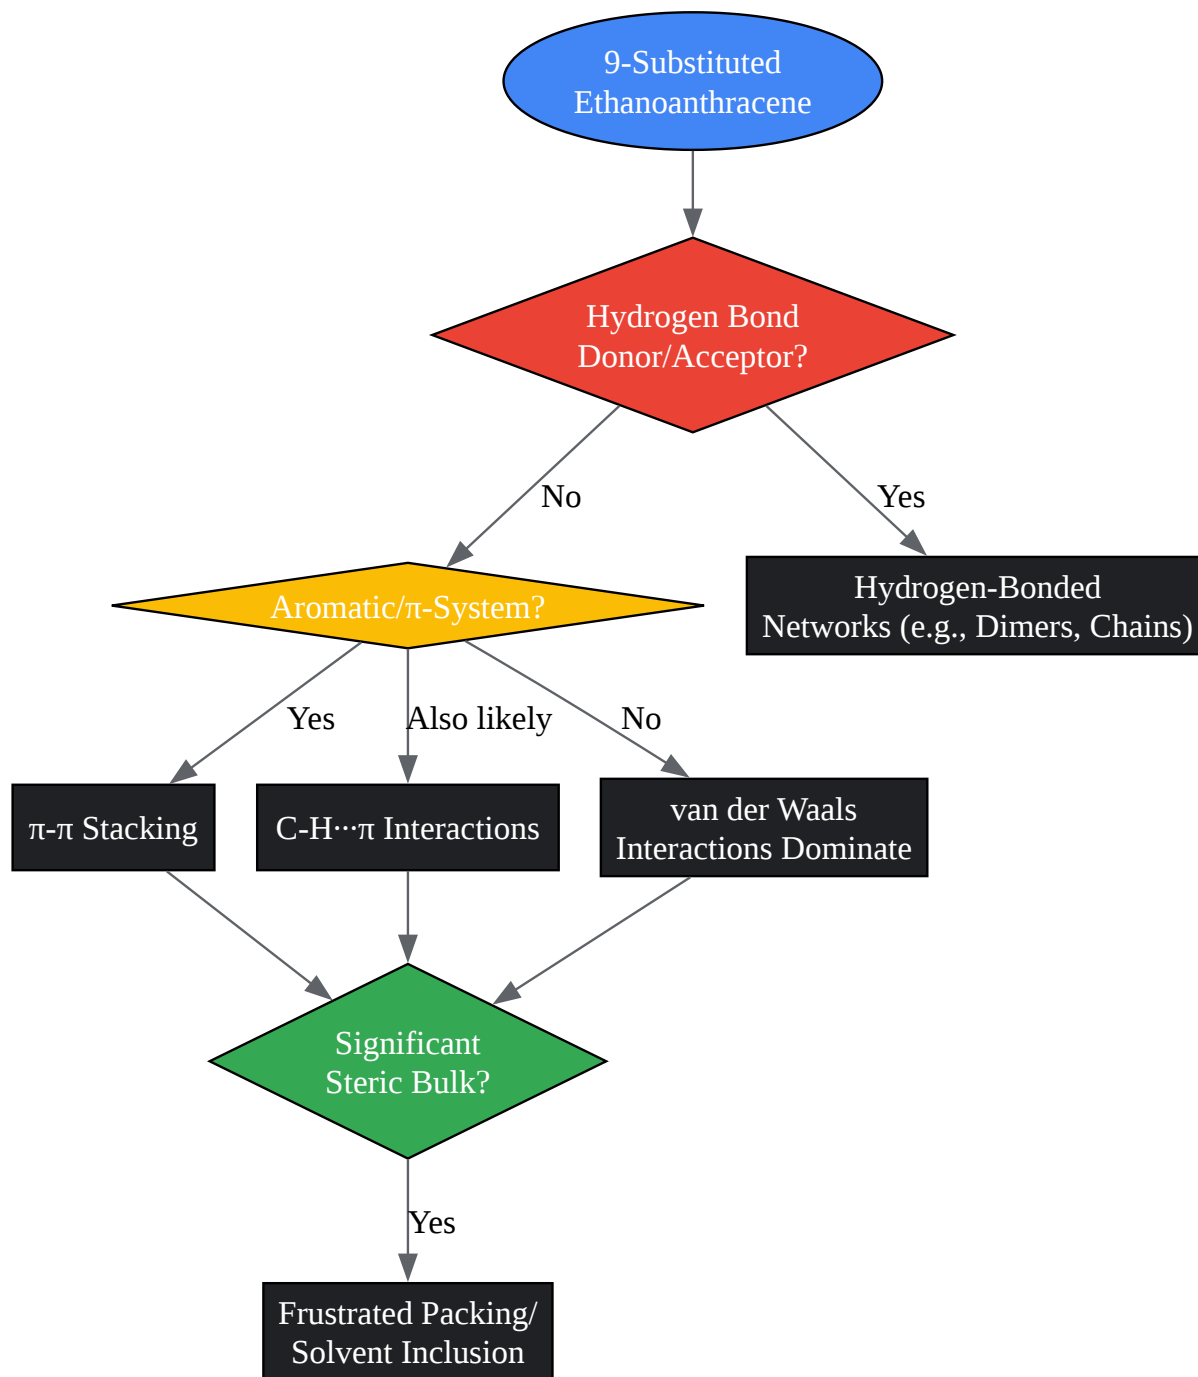 9-Substituted
Ethanoanthracene
Hydrogen Bond
Donor/Acceptor?
No
Yes
Aromatic/π-System?
Hydrogen-Bonded
Networks (e.g., Dimers, Chains)
Yes
Also likely
No
π-π Stacking
C-H···π Interactions
van der Waals
Interactions Dominate
Significant
Steric Bulk?
Yes
Frustrated Packing/
Solvent Inclusion